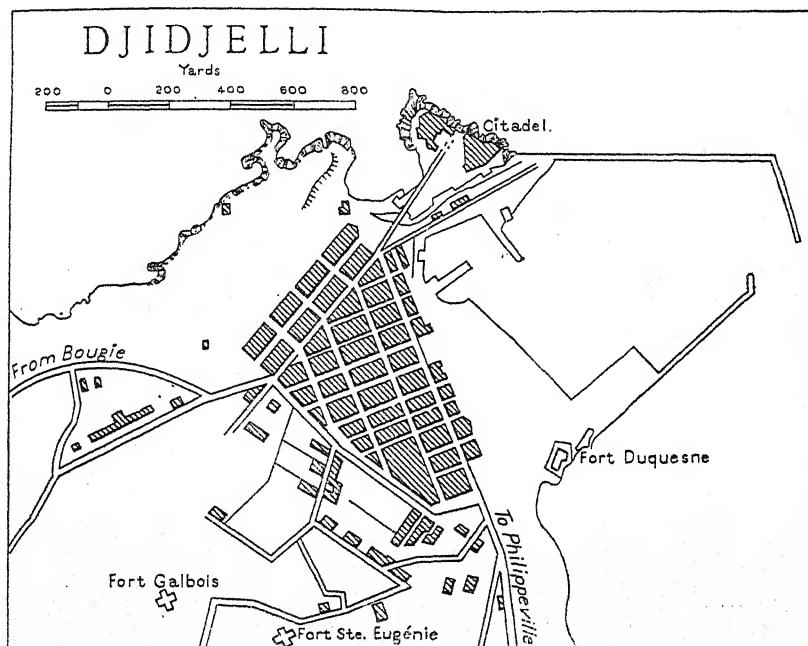 DJIDJELLI
Yards
200 0 200 400 600 800
Citadel.
From Bougie
Fort Duquesne
To Philippeville
Fort Galbois
Fort Ste. Eugénie